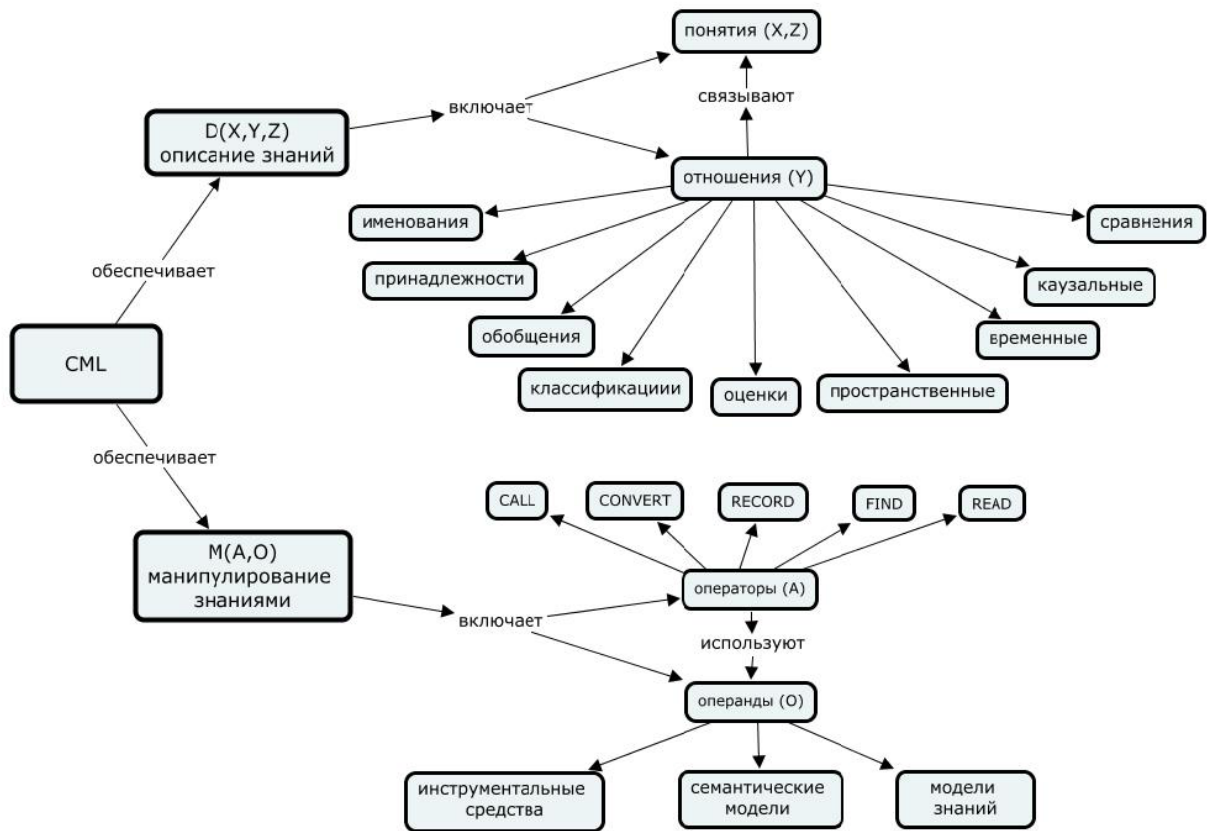 понятия (X,Z)
связывают
включает
D(X,Y,Z)
описание знаний
отношения (Y)
именования
сравнения
принадлежности
каузальные
обеспечивает
обобщения
временные
CML
классификациии
оценки
пространственные
обеспечивает
CALL
CONVERT
RECORD
FIND
READ
M(A,O)
манипулирование
знаниями
операторы (A)
включает
используют
операнды (O)
инструментальные
средства
семантические
модели
модели
знаний